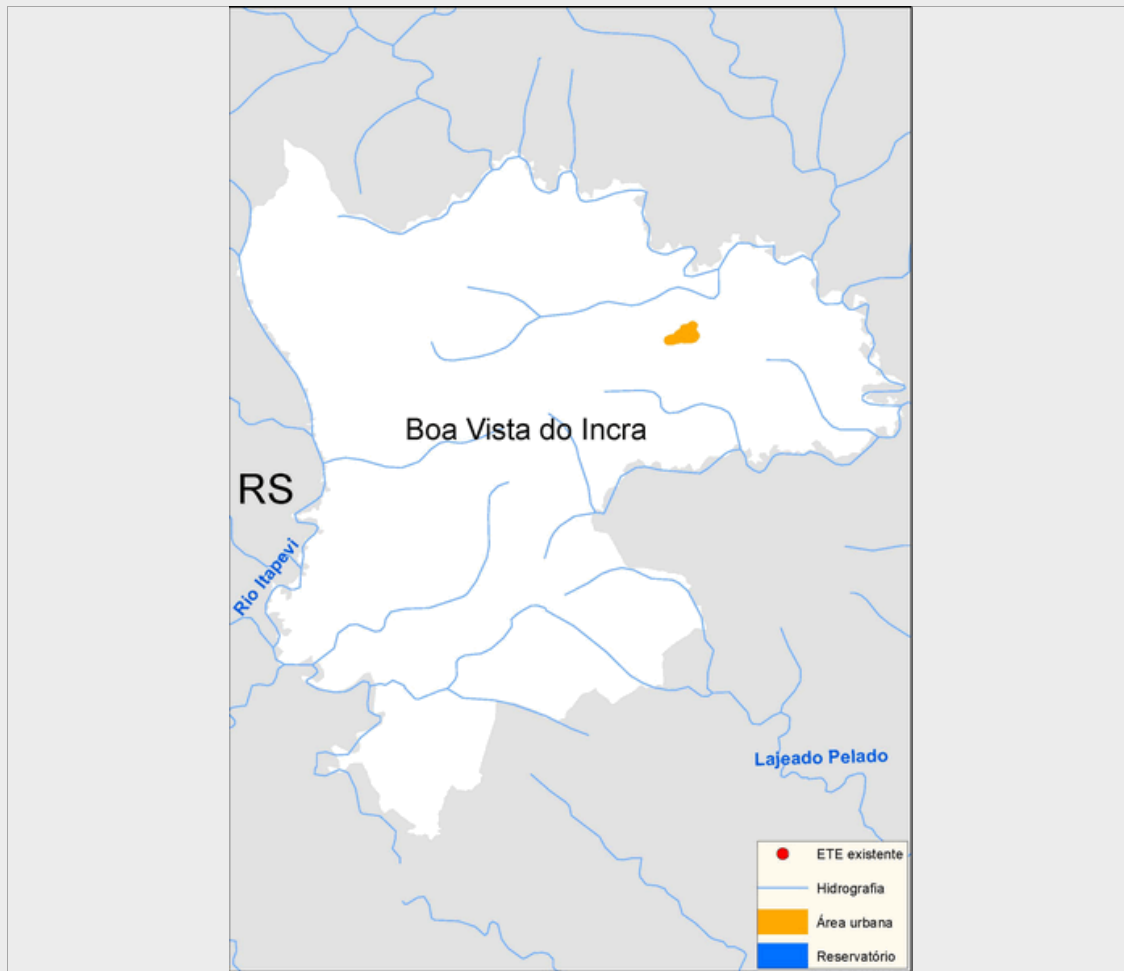 Boa Vista do Incra
RS
Rio Itapevi
Lajeado Pelado
ETE existente
Hidrografia
Área urbana
Reservatório